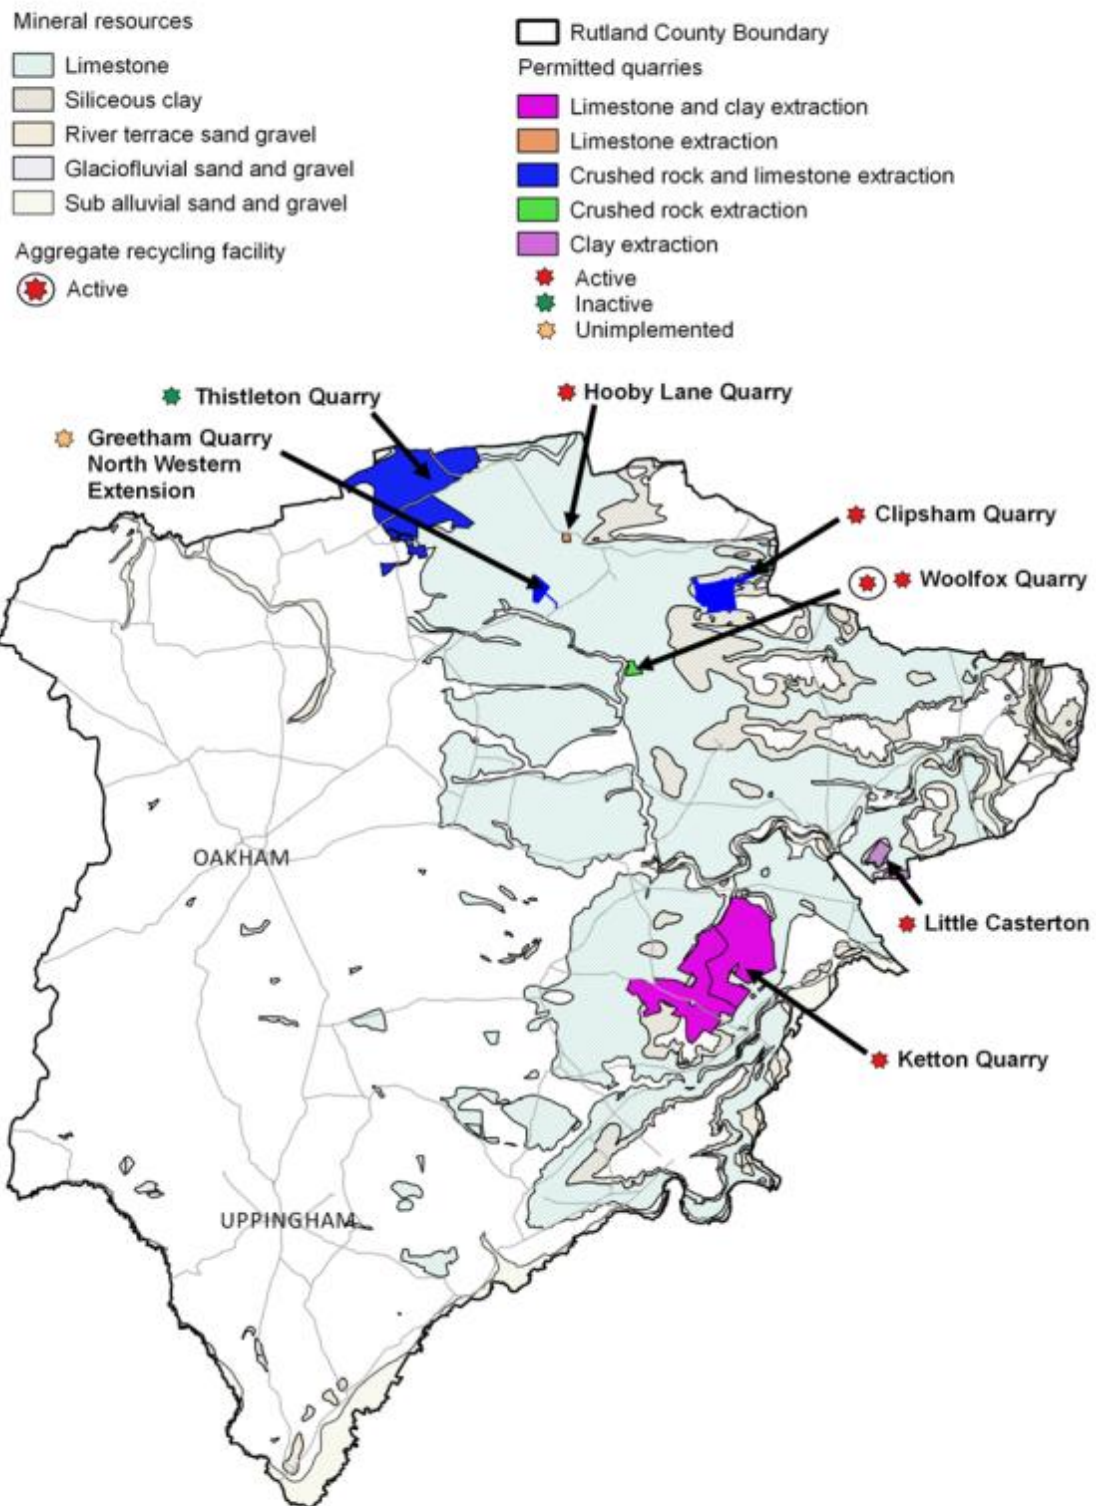 Mineral resources
Limestone
Siliceous clay
River terrace sand gravel
Glaciofluvial sand and gravel
Sub alluvial sand and gravel
Aggregate recycling facility
Active
Rutland County Boundary
Permitted quarries
Limestone and clay extraction
Limestone extraction
Crushed rock and limestone extraction
Crushed rock extraction
Clay extraction
Active
Inactive
Unimplemented
Thistleton Quarry
Hooby Lane Quarry
Greetham Quarry
North Western
Extension
Clipsham Quarry
Woolfox Quarry
OAKHAM
Little Casterton
Ketton Quarry
UPPINGHAM